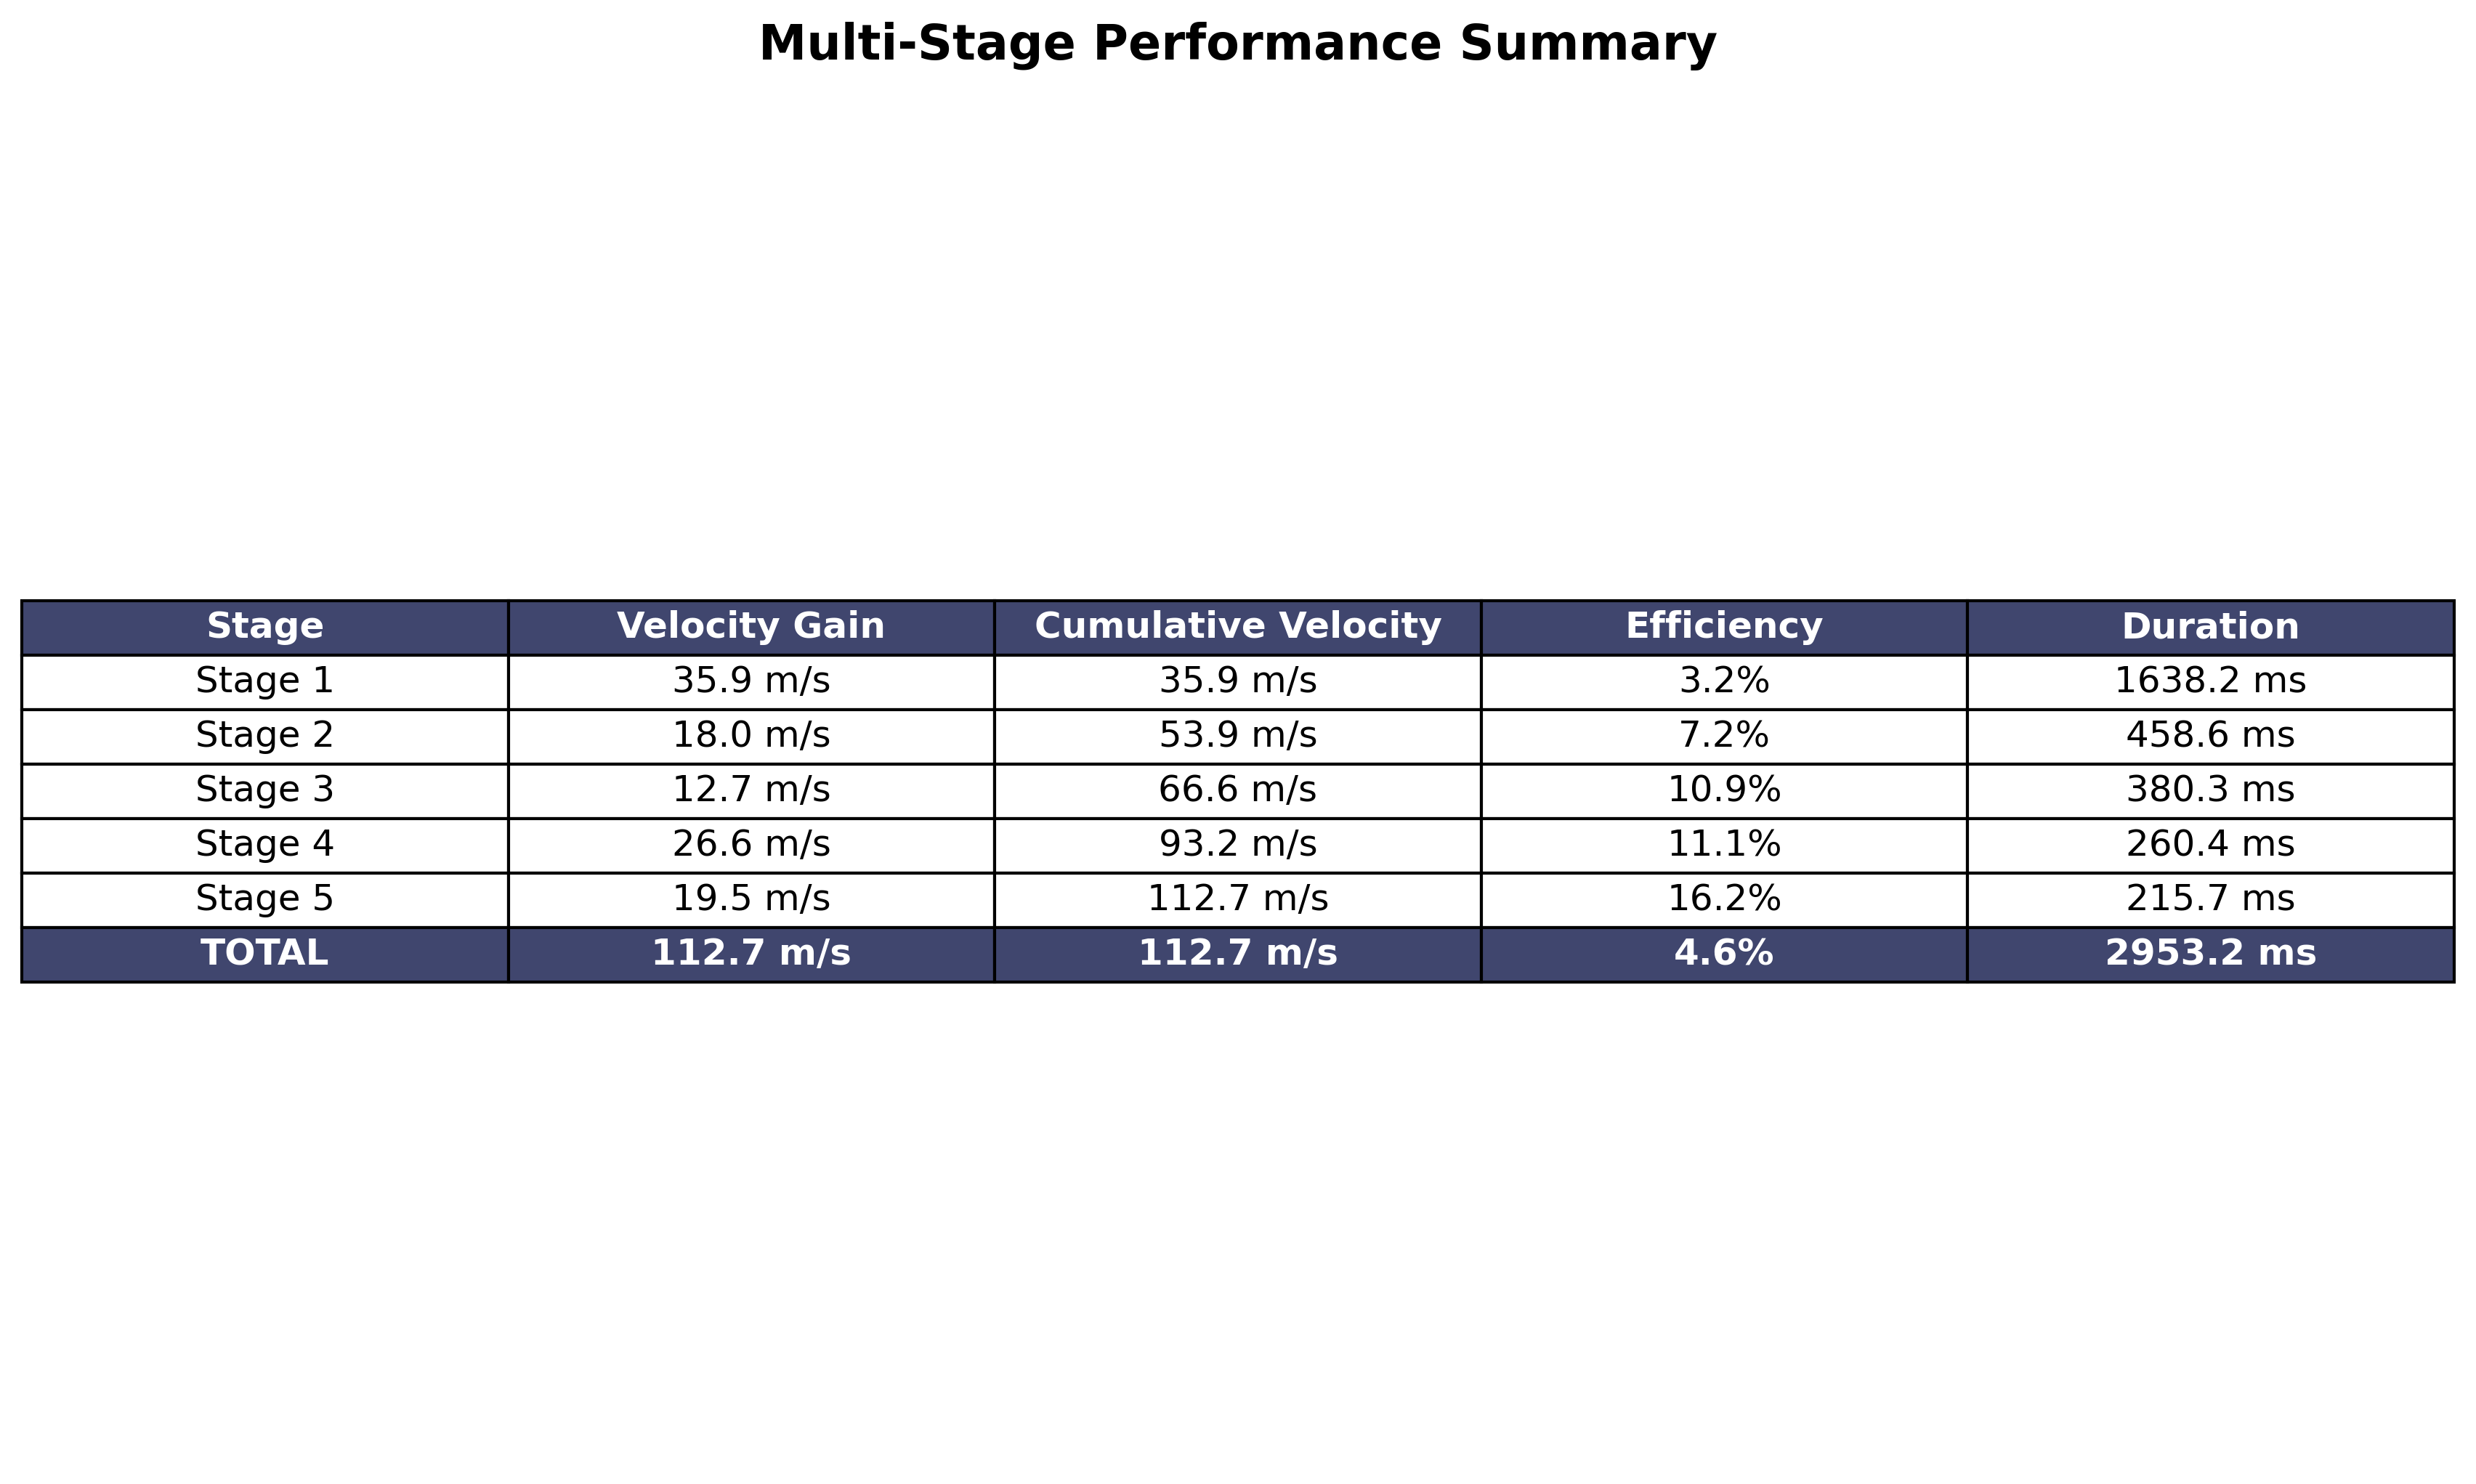 Multi-Stage Performance Summary
Stage Velocity Gain Cumulative Velocity Efficiency Duration
Stage 1 35.9 m/s 35.9 m/s 3.2% 1638.2 ms
Stage 2 18.0 m/s 53.9 m/s 7.2% 458.6 ms
Stage 3 12.7 m/s 66.6 m/s 10.9% 380.3 ms
Stage 4 26.6 m/s 93.2 m/s 11.1% 260.4 ms
Stage 5 19.5 m/s 112.7 m/s 16.2% 215.7 ms
TOTAL 112.7 m/s 112.7 m/s 4.6% 2953.2 ms